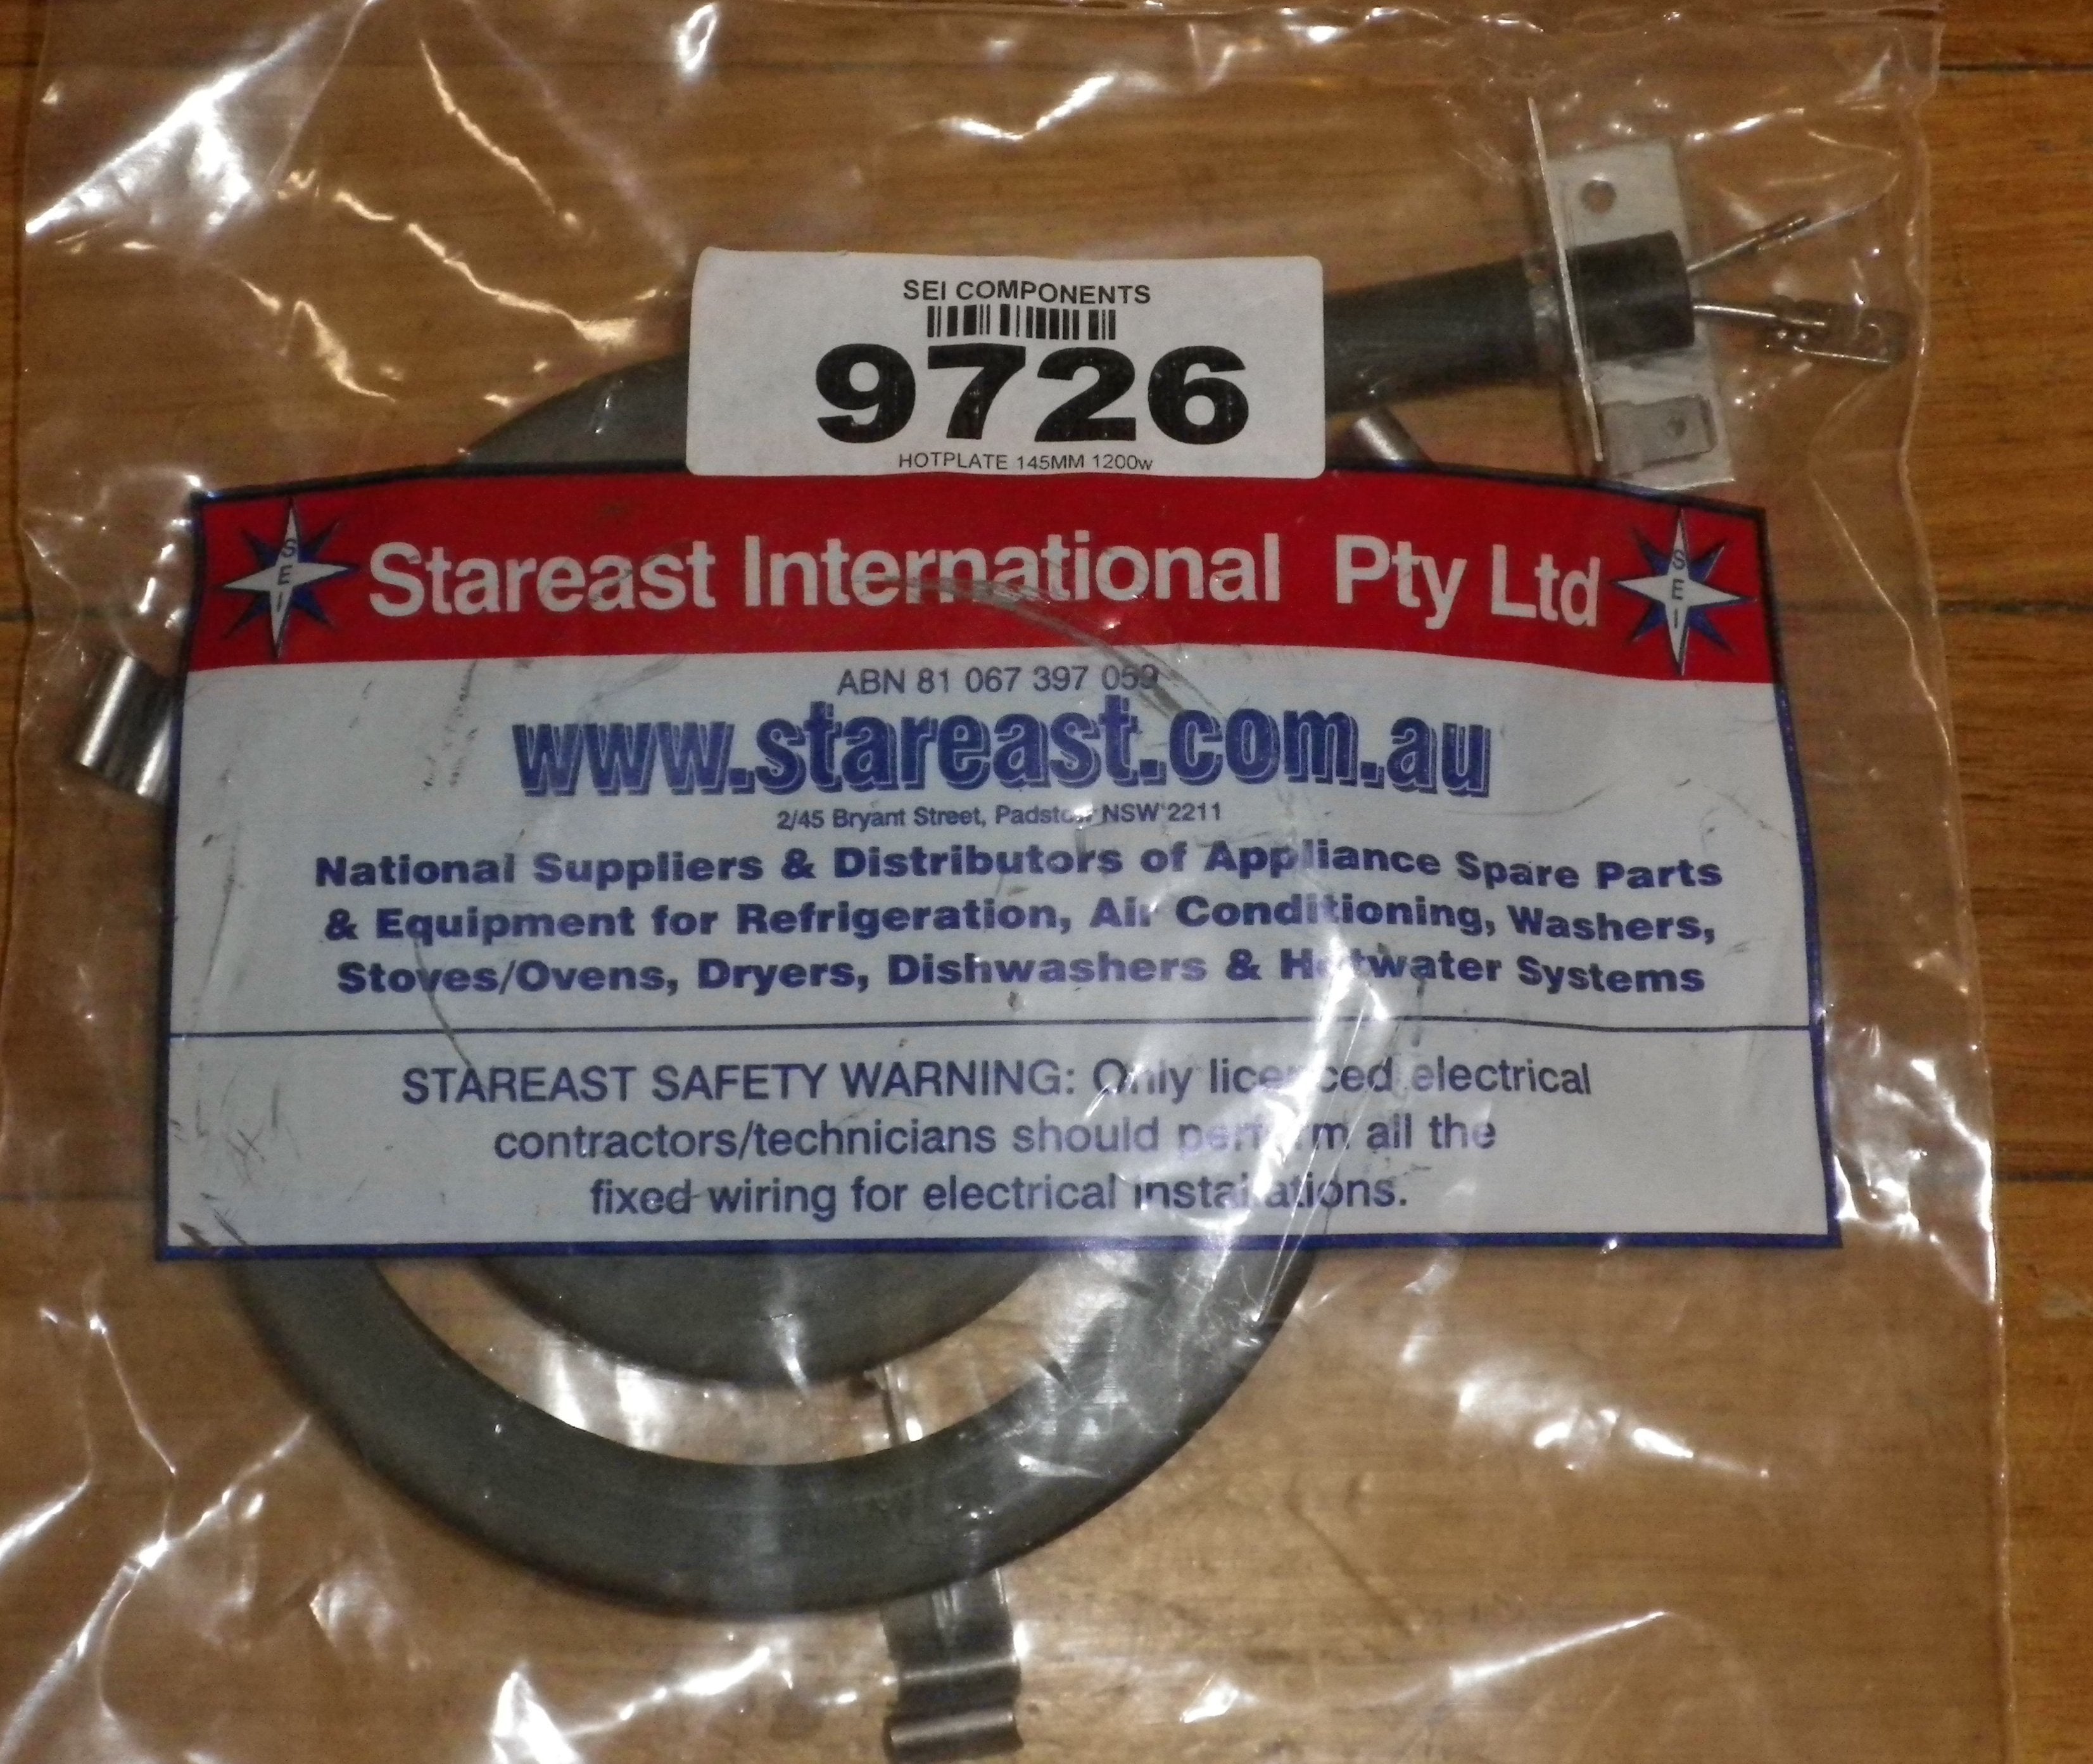 SEI COMPONENTS
9726
HOTPLATE 145MM 1200w
SEI
Stareast International Pty Ltd
SEI
ABN 81 067 397 059
www.stareast.com.au
2/45 Bryant Street, Padstow NSW 2211
National Suppliers & Distributors of Appliance Spare Parts
& Equipment for Refrigeration, Air Conditioning, Washers,
Stoves/Ovens, Dryers, Dishwashers & Hotwater Systems
STAREAST SAFETY WARNING: Only licenced electrical
contractors/technicians should perform all the
fixed wiring for electrical installations.